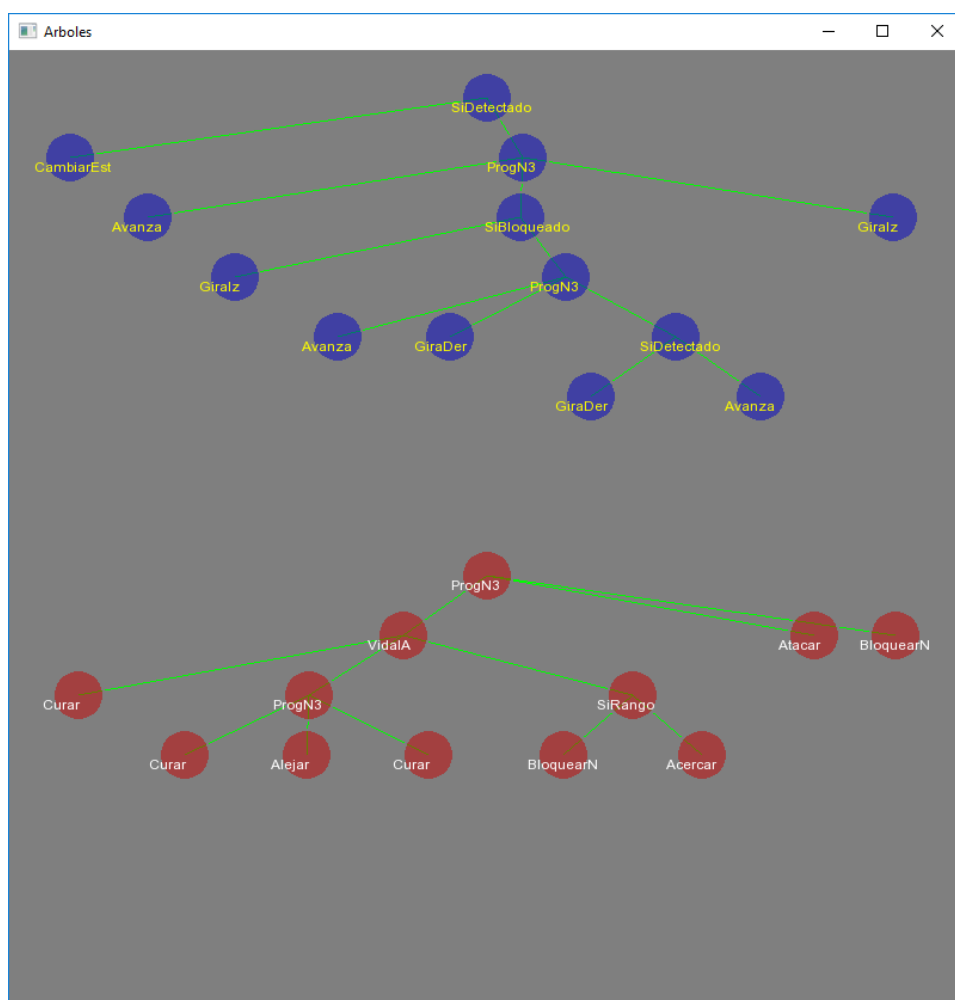 Arboles
SiDetectado
CambiarEst
ProgN3
Avanza
SiBloqueado
GiraIz
GiraIz
ProgN3
Avanza
GiraDer
SiDetectado
GiraDer
Avanza
ProgN3
VidaIA
Atacar
BloquearN
Curar
ProgN3
SiRango
Curar
Alejar
Curar
BloquearN
Acercar